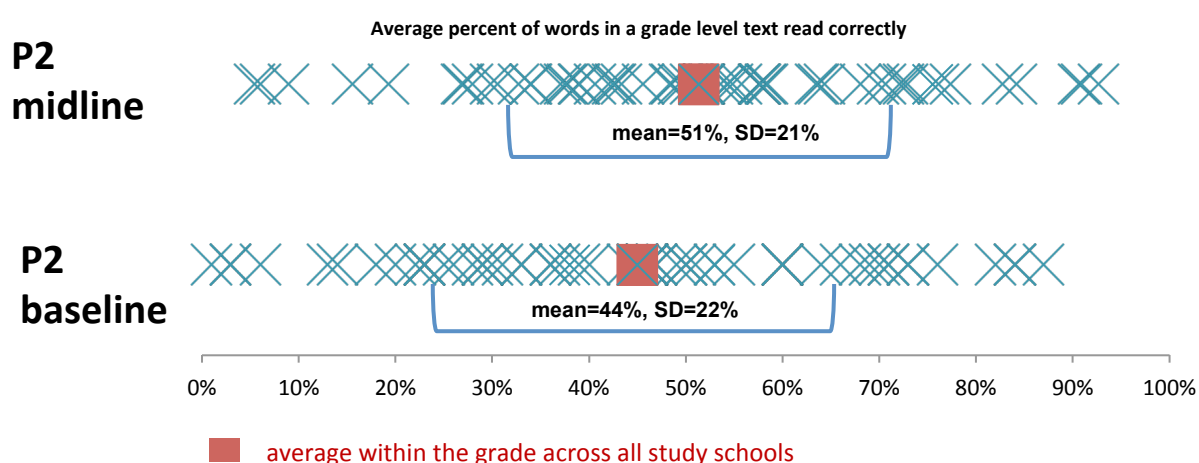 Average percent of words in a grade level text read correctly
P2
midline
mean=51%, SD=21%
P2
baseline
mean=44%, SD=22%
0% 10% 20% 30% 40% 50% 60% 70% 80% 90% 100%
average within the grade across all study schools